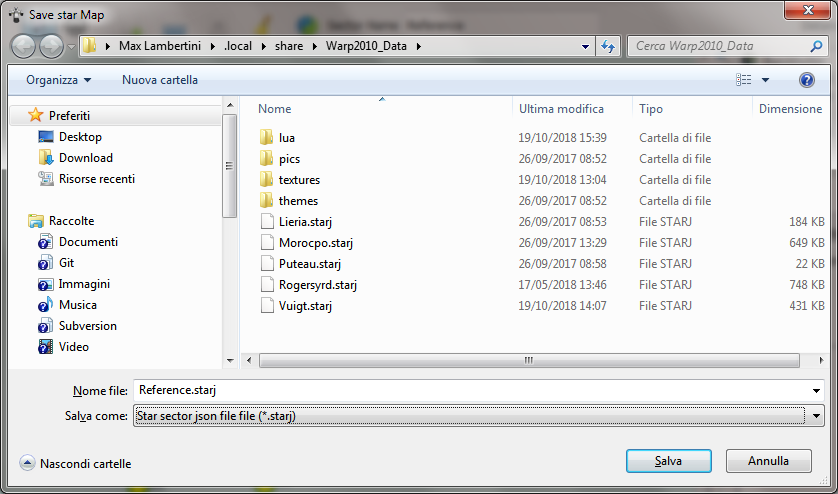 Save star Map
Max Lambertini .local share Warp2010_Data
Cerca Warp2010_Data
Organizza Nuova cartella
Preferiti
Desktop
Download
Risorse recenti
Raccolte
Documenti
Git
Immagini
Musica
Subversion
Video
Nome Ultima modifica Tipo Dimensione
lua 19/10/2018 15:39 Cartella di file
pics 26/09/2017 08:52 Cartella di file
textures 19/10/2018 13:04 Cartella di file
themes 26/09/2017 08:52 Cartella di file
Lieria.starj 26/09/2017 08:53 File STARJ 184 KB
Morocpo.starj 26/09/2017 13:29 File STARJ 649 KB
Puteau.starj 26/09/2017 08:58 File STARJ 22 KB
Rogersyrd.starj 17/05/2018 13:46 File STARJ 748 KB
Vuigt.starj 19/10/2018 14:07 File STARJ 431 KB
Nome file: Reference.starj
Salva come: Star sector json file file (*.starj)
Nascondi cartelle
Salva
Annulla